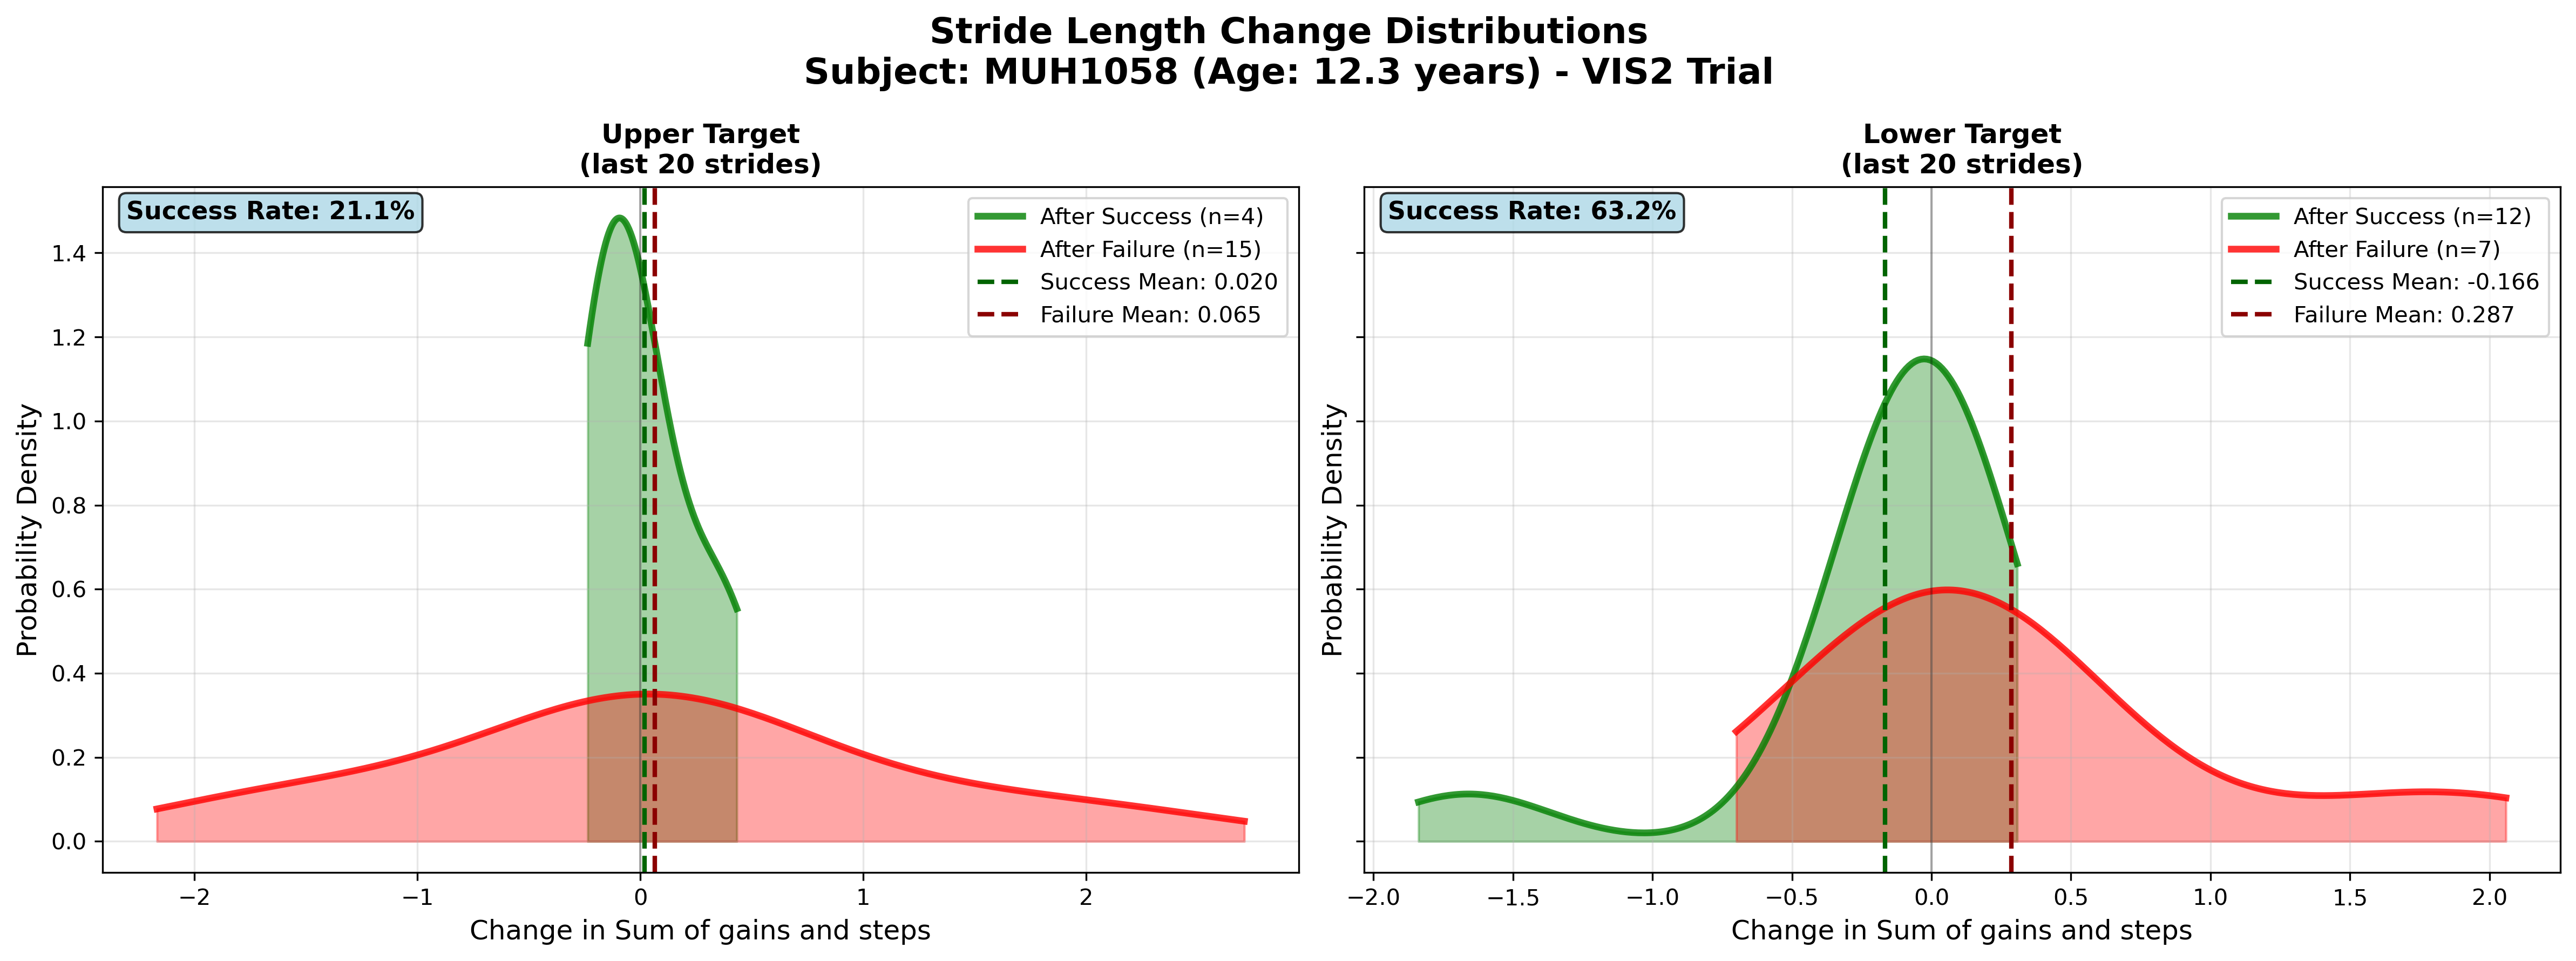 Stride Length Change Distributions
Subject: MUH1058 (Age: 12.3 years) - VIS2 Trial
Upper Target
(last 20 strides)
Success Rate: 21.1%
After Success (n=4)
After Failure (n=15)
Success Mean: 0.020
Failure Mean: 0.065
Probability Density
1.4
1.2
1.0
0.8
0.6
0.4
0.2
0.0
−2
−1
0
1
2
Change in Sum of gains and steps
Lower Target
(last 20 strides)
Success Rate: 63.2%
After Success (n=12)
After Failure (n=7)
Success Mean: -0.166
Failure Mean: 0.287
Probability Density
−2.0
−1.5
−1.0
−0.5
0.0
0.5
1.0
1.5
2.0
Change in Sum of gains and steps